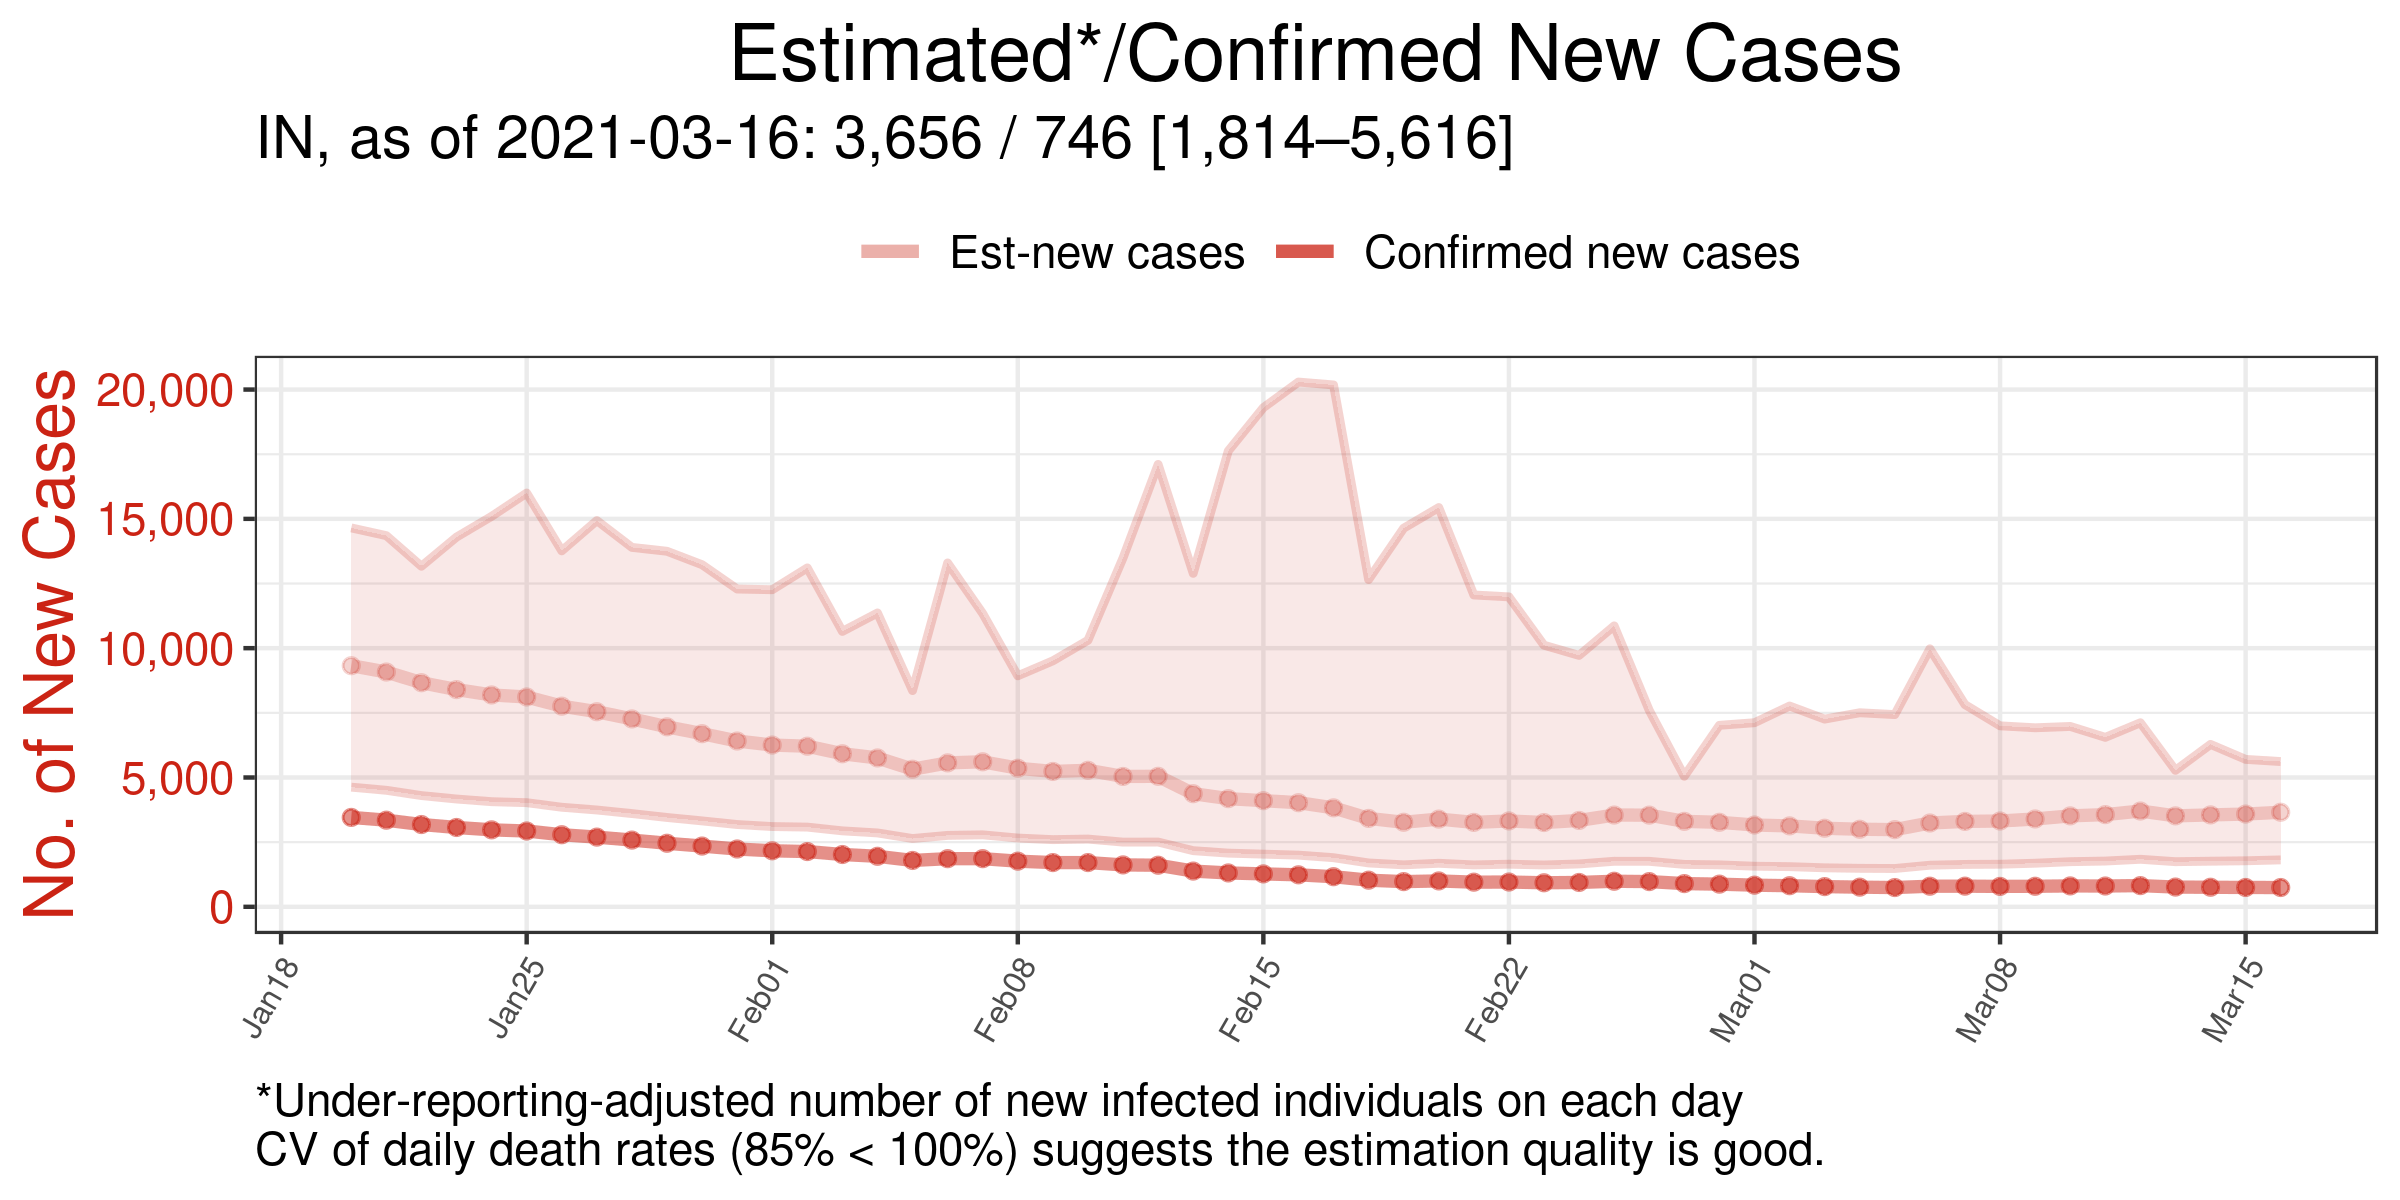 Estimated*/Confirmed New Cases
IN, as of 2021-03-16: 3,656 / 746 [1,814–5,616]
Est-new cases Confirmed new cases
No. of New Cases
20,000
15,000
10,000
5,000
0
Jan18 Jan25 Feb01 Feb08 Feb15 Feb22 Mar01 Mar08 Mar15
*Under-reporting-adjusted number of new infected individuals on each day
CV of daily death rates (85% < 100%) suggests the estimation quality is good.